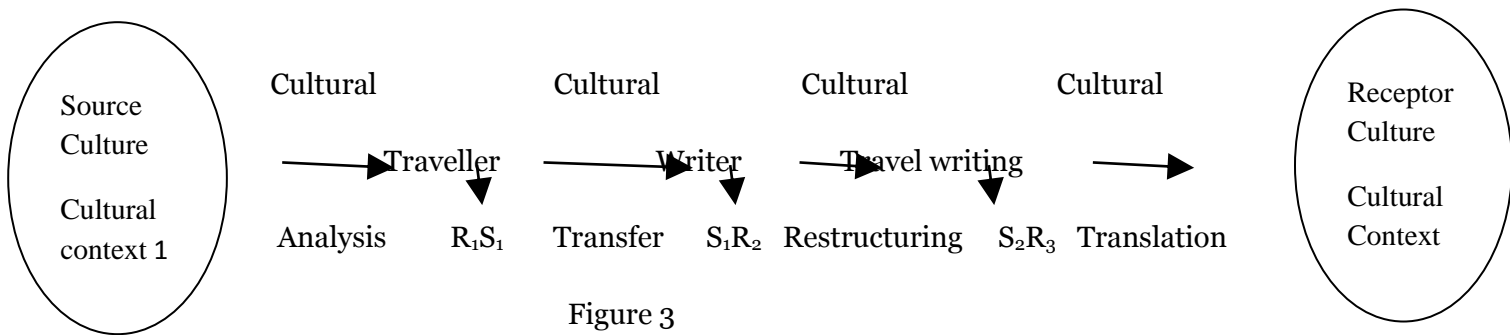 Source
Culture
Cultural
context 1
Cultural Cultural Cultural Cultural
Traveller Writer Travel writing
Analysis R₁S₁ Transfer S₁R₂ Restructuring S₂R₃ Translation
Receptor
Culture
Cultural
Context
Figure 3